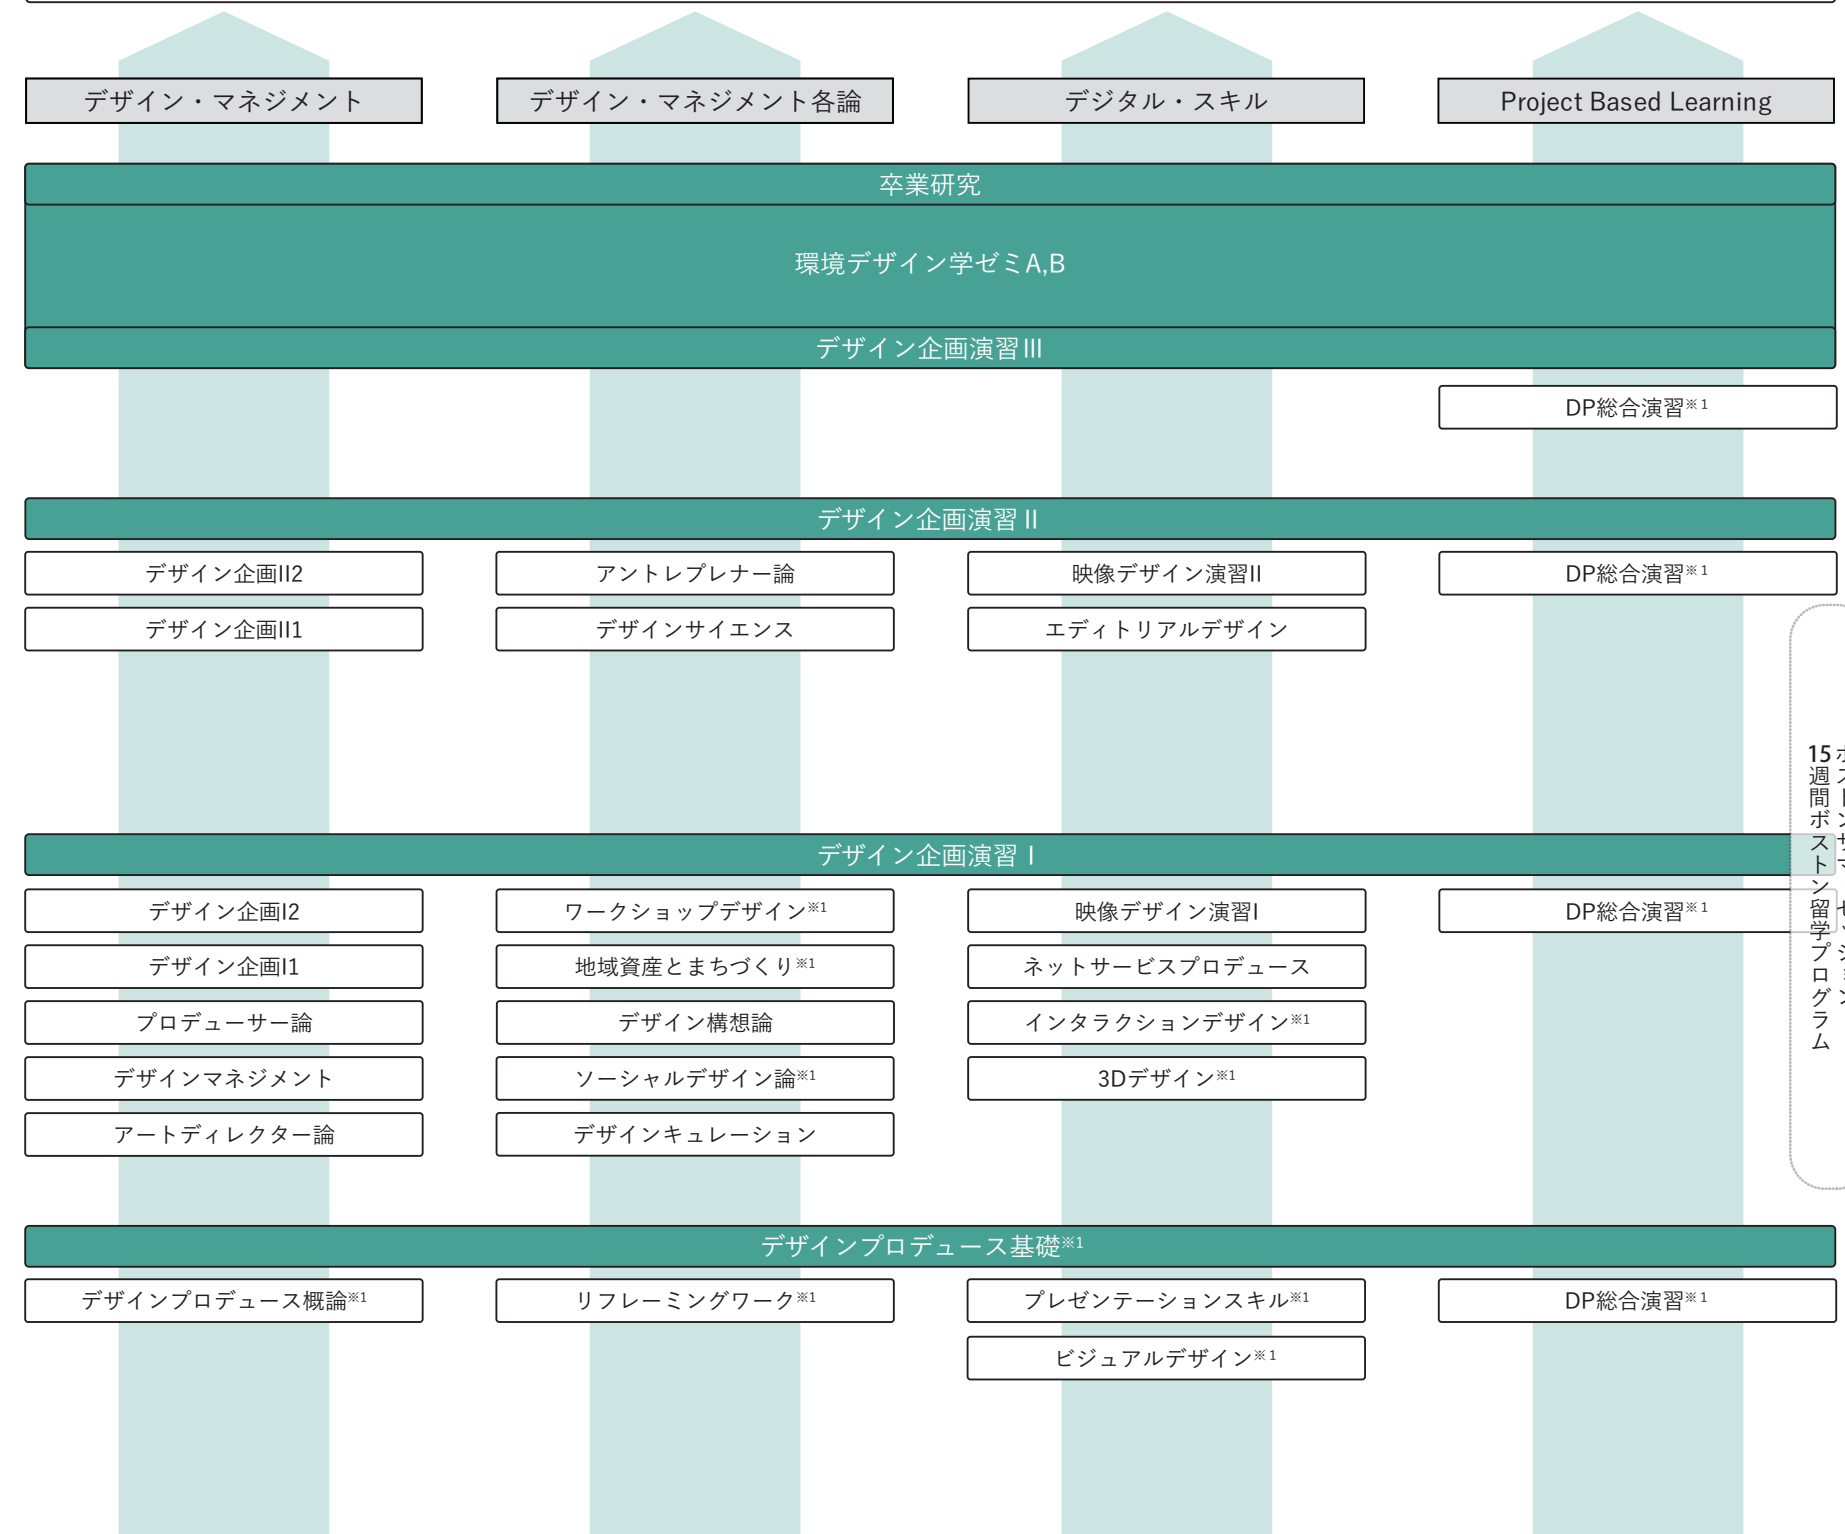 デザイン・マネジメント
デザイン・マネジメント各論
デジタル・スキル
Project Based Learning
卒業研究
環境デザイン学ゼミA,B
デザイン企画演習Ⅲ
DP総合演習※1
デザイン企画演習Ⅱ
デザイン企画II2
アントレプレナー論
映像デザイン演習II
DP総合演習※1
デザイン企画II1
デザインサイエンス
エディトリアルデザイン
15週間ボストン留学プログラム
デザイン企画演習Ⅰ
デザイン企画I2
ワークショップデザイン※1
映像デザイン演習I
DP総合演習※1
デザイン企画I1
地域資産とまちづくり※1
ネットサービスプロデュース
プロデューサー論
デザイン構想論
インタラクションデザイン※1
デザインマネジメント
ソーシャルデザイン論※1
3Dデザイン※1
アートディレクター論
デザインキュレーション
デザインプロデュース基礎※1
デザインプロデュース概論※1
リフレーミングワーク※1
プレゼンテーションスキル※1
DP総合演習※1
ビジュアルデザイン※1